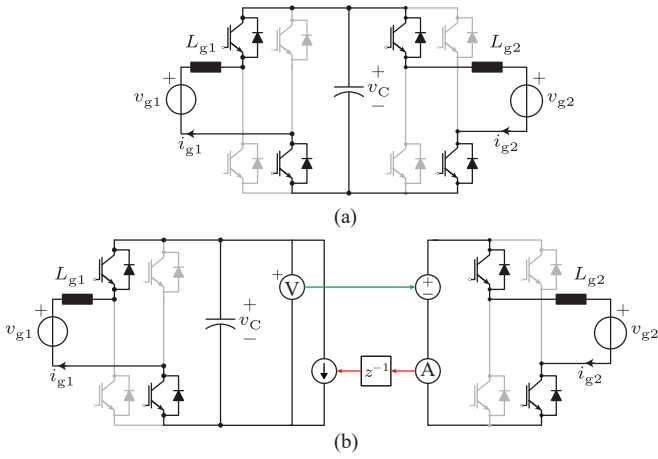 L_g1
L_g2
+
v_g1
+
v_C
−
+
v_g2
i_g1
i_g2
(a)
L_g1
L_g2
+
v_g1
+
v_C
−
+
V
+
−
+
v_g2
z^{-1}
A
i_g1
i_g2
(b)